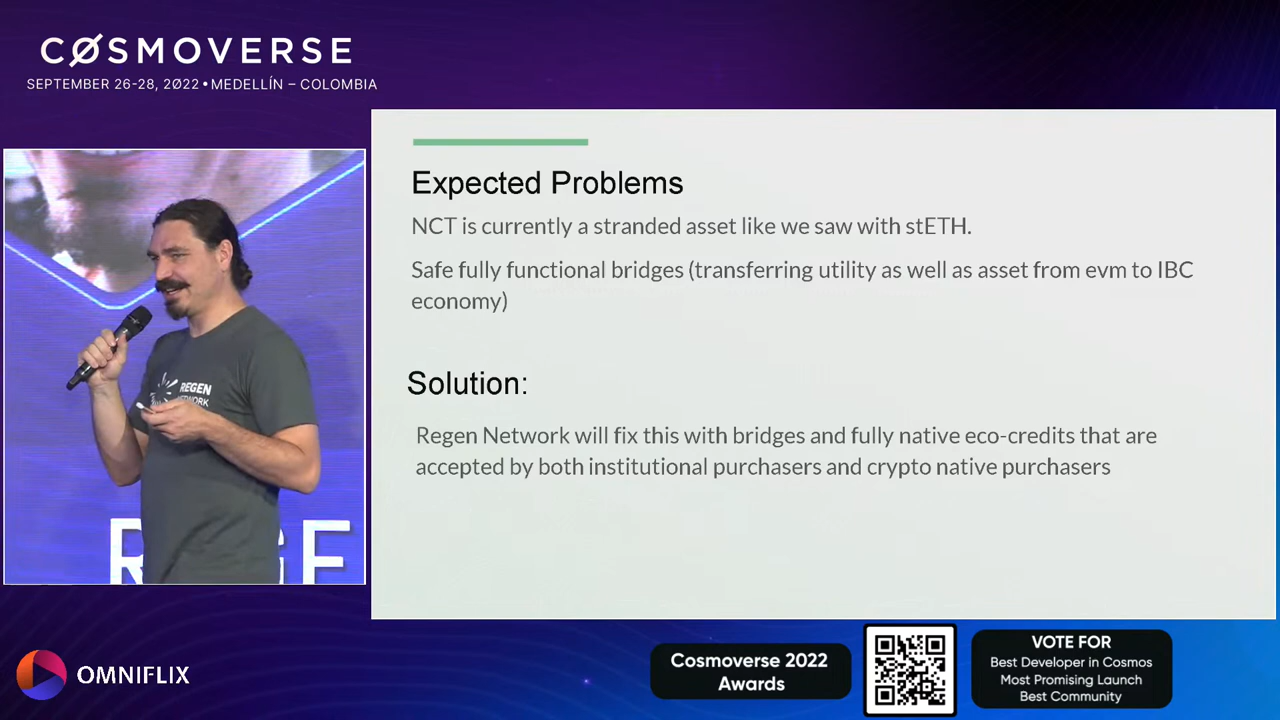 CØSMOVERSE
SEPTEMBER 26-28, 2022 • MEDELLÍN – COLOMBIA
Expected Problems
NCT is currently a stranded asset like we saw with stETH.
Safe fully functional bridges (transferring utility as well as asset from evm to IBC
economy)
Solution:
Regen Network will fix this with bridges and fully native eco-credits that are
accepted by both institutional purchasers and crypto native purchasers
REGEN
NETWORK
OMNIFLIX
Cosmoverse 2022
Awards
VOTE FOR
Best Developer in Cosmos
Most Promising Launch
Best Community